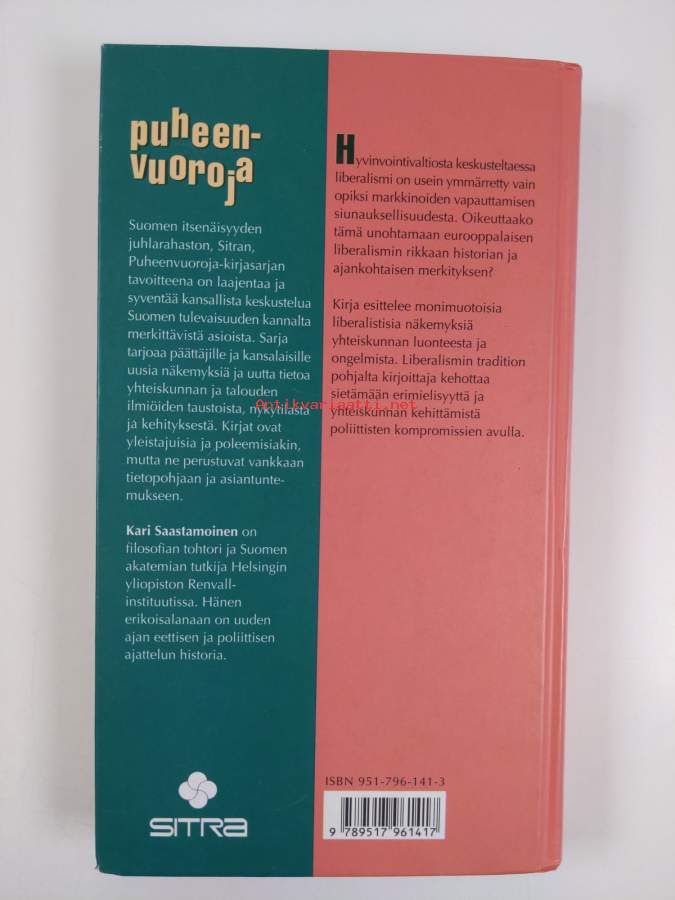 puheen-
vuoroja
Suomen itsenäisyyden
juhlarahaston, Sitran,
Puheenvuoroja-kirjasarjan
tavoitteena on laajentaa ja
syventää kansallista keskustelua
Suomen tulevaisuuden kannalta
merkittävistä asioista. Sarja
tarjoaa päättäjille ja kansalaisille
uusia näkemyksiä ja uutta tietoa
yhteiskunnan ja talouden
ilmiöiden taustoista, nykytilasta
ja kehityksestä. Kirjat ovat
yleistajuisia ja poleemisiakin,
mutta ne perustuvat vankkaan
tietopohjaan ja asiantunte-
mukseen.
Kari Saastamoinen on
filosofian tohtori ja Suomen
akatemian tutkija Helsingin
yliopiston Renvall-
instituutissa. Hänen
erikoisalanaan on uuden
ajan eettisen ja poliittisen
ajattelun historia.
SITRA
Hyvinvointivaltiosta keskusteltaessa
liberalismi on usein ymmärretty vain
opiksi markkinoiden vapauttamisen
siunauksellisuudesta. Oikeuttaako
tämä unohtamaan eurooppalaisen
liberalismin rikkaan historian ja
ajankohtaisen merkityksen?
Kirja esittelee monimuotoisia
liberalistisia näkemyksiä
yhteiskunnan luonteesta ja
ongelmista. Liberalismin tradition
pohjalta kirjoittaja kehottaa
sietämään erimielisyyttä ja
yhteiskunnan kehittämistä
poliittisten kompromissien avulla.
Antikvariaatti.net
ISBN 951-796-141-3
9 789517 961417